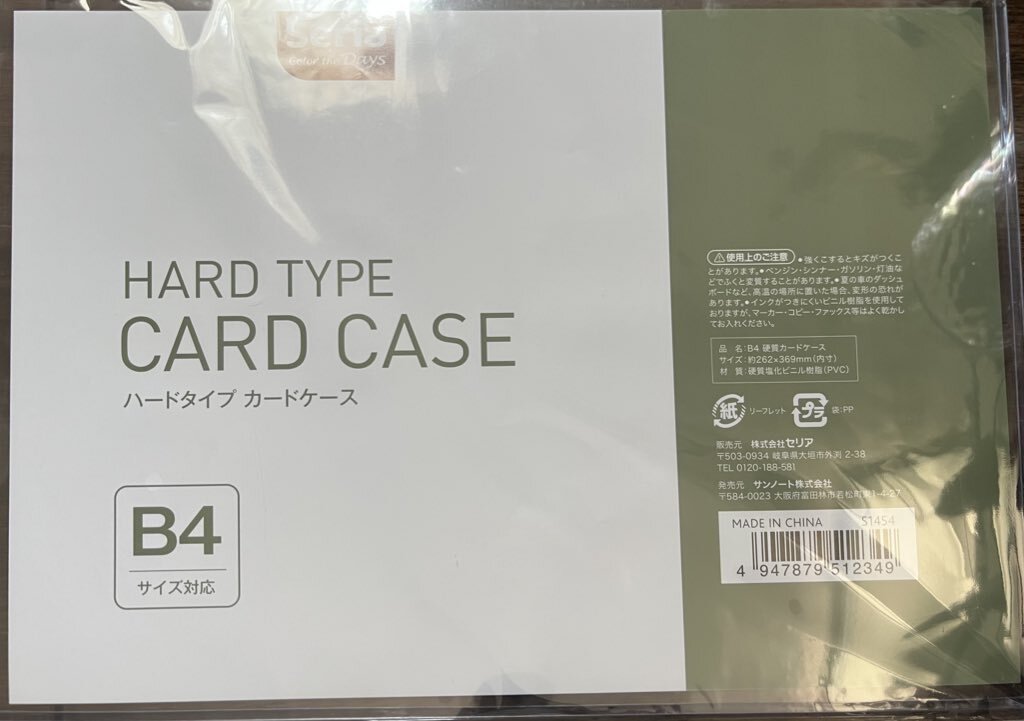 Seria
Color the Days
HARD TYPE
CARD CASE
ハードタイプ カードケース
B4
サイズ対応
使用上のご注意 ●強くこするとキズがつくこ
とがあります。●ベンジン・シンナー・ガソリン・灯油な
どでふくと変質することがあります。●夏の車のダッシュ
ボードなど、高温の場所に置いた場合、変形の恐れが
あります。●インクがつきにくいビニル樹脂を使用して
おりますが、マーカー・コピー・ファックス等はよく乾かし
てお入れください。
品 名:B4 硬質カードケース
サイズ:約262×369mm(内寸)
材 質:硬質塩化ビニル樹脂(PVC)
紙 リーフレット プラ 袋:PP
販売元 株式会社セリア
〒503-0934 岐阜県大垣市外渕 2-38
TEL 0120-188-581
発売元 サンノート株式会社
〒584-0023 大阪府富田林市若松町東1-4-27
MADE IN CHINA S1454
4 947879 512349